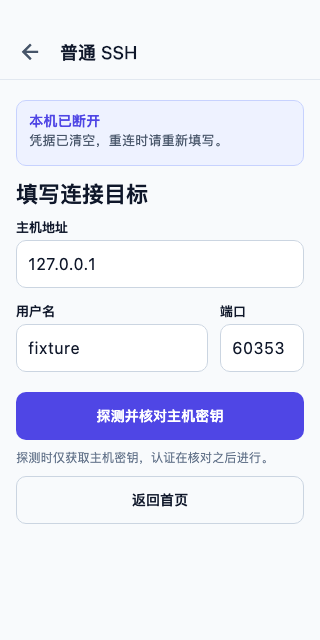 普通 SSH
本机已断开
凭据已清空，重连时请重新填写。
填写连接目标
主机地址
127.0.0.1
用户名
端口
fixture
60353
探测并核对主机密钥
探测时仅获取主机密钥，认证在核对之后进行。
返回首页